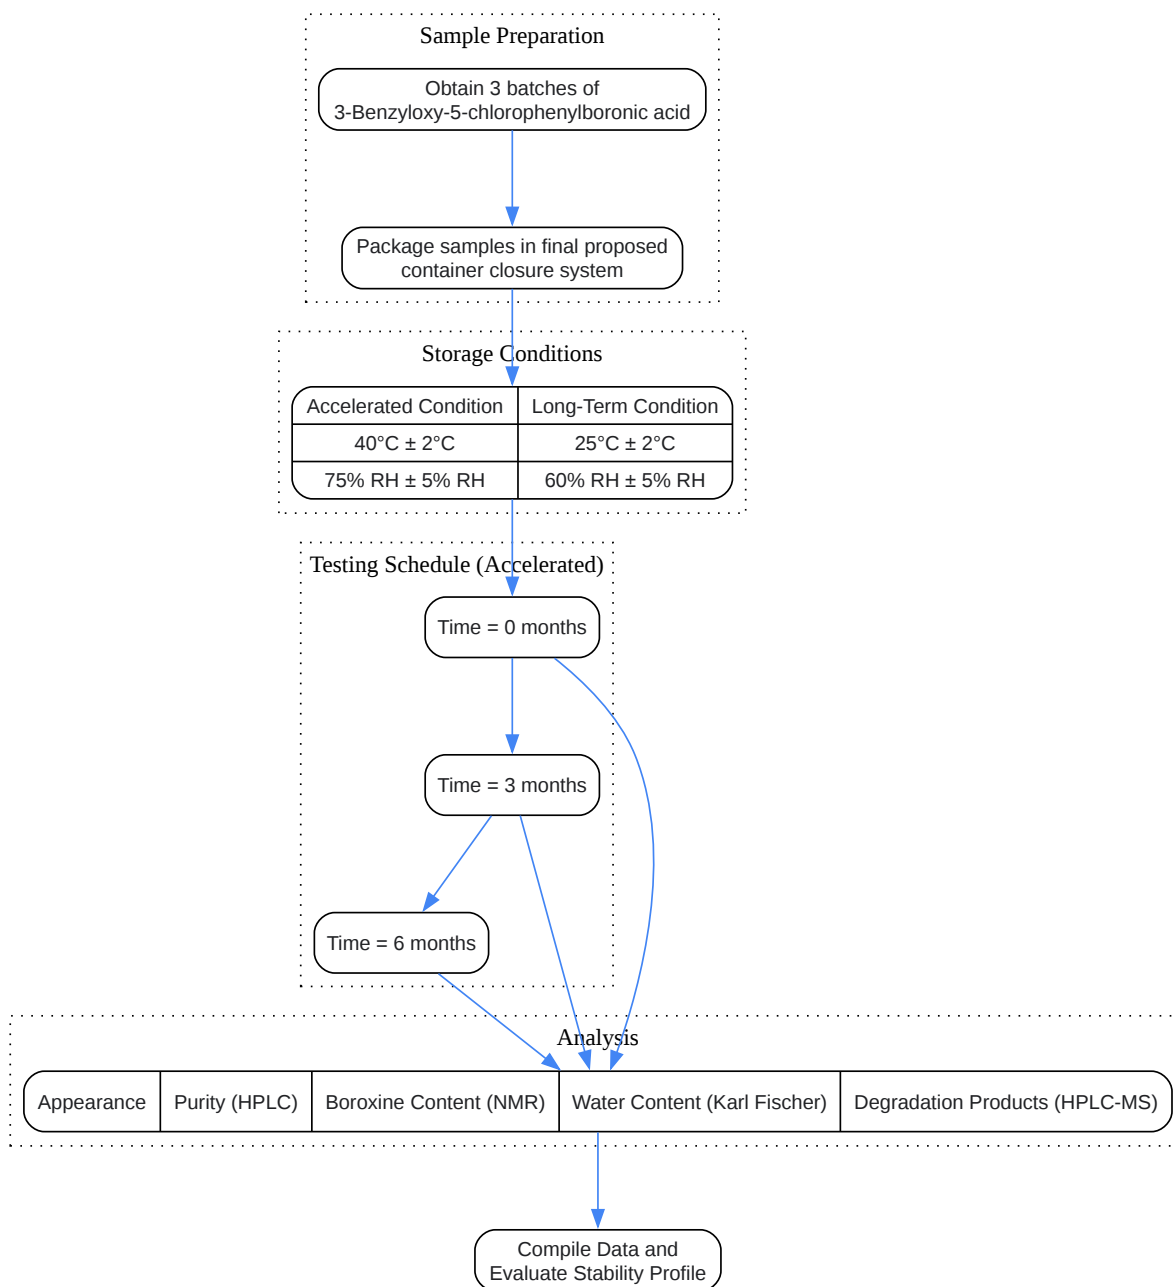 Sample Preparation
Obtain 3 batches of
3-Benzyloxy-5-chlorophenylboronic acid
Package samples in final proposed
container closure system
Storage Conditions
Accelerated Condition
Long-Term Condition
40°C ± 2°C
25°C ± 2°C
75% RH ± 5% RH
60% RH ± 5% RH
Testing Schedule (Accelerated)
Time = 0 months
Time = 3 months
Time = 6 months
Analysis
Appearance
Purity (HPLC)
Boroxine Content (NMR)
Water Content (Karl Fischer)
Degradation Products (HPLC-MS)
Compile Data and
Evaluate Stability Profile